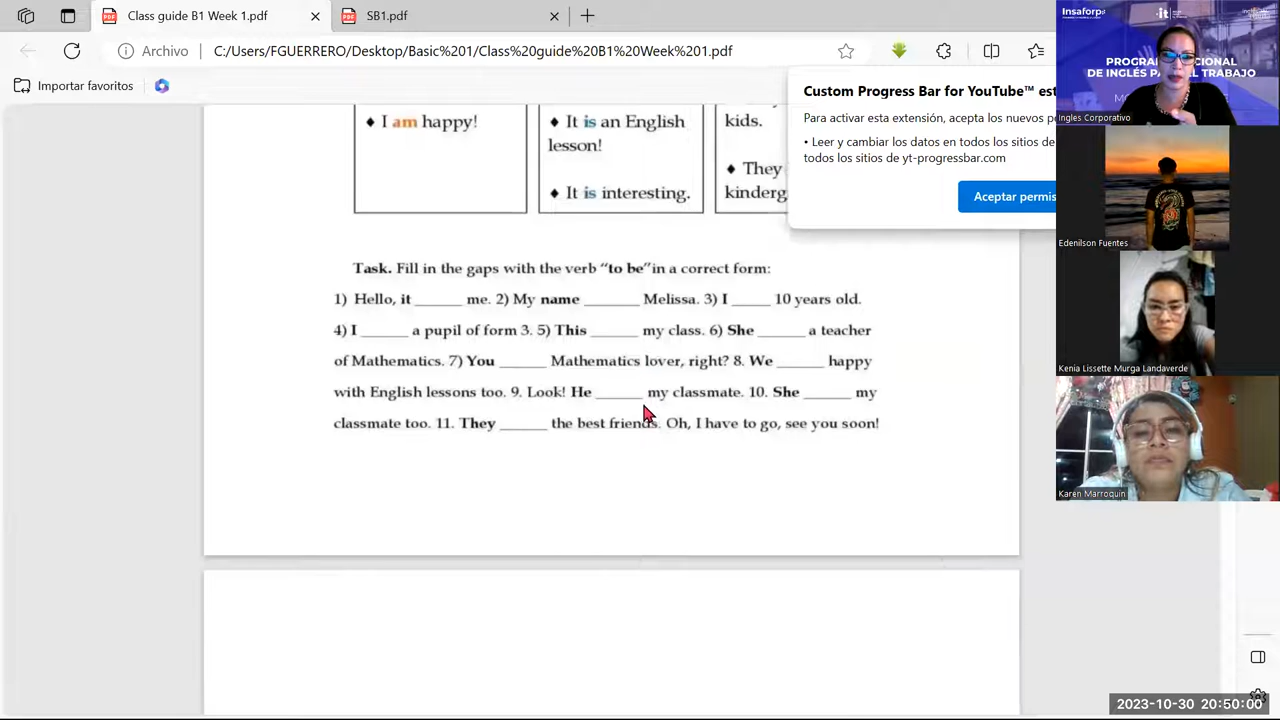 Class guide B1 Week 1.pdf
SB1.pdf
Archivo
C:/Users/FGUERRERO/Desktop/Basic%201/Class%20guide%20B1%20Week%201.pdf
Importar favoritos
Custom Progress Bar for YouTube™ est
Para activar esta extensión, acepta los nuevos po
• Leer y cambiar los datos en todos los sitios de
todos los sitios de yt-progressbar.com
Aceptar permis
♦ I am happy!
♦ It is an English
lesson!
♦ It is interesting.
kids.
♦ They
kinderg
Task. Fill in the gaps with the verb “to be”in a correct form:
1) Hello, it ______ me. 2) My name _______ Melissa. 3) I _____ 10 years old.
4) I ______ a pupil of form 3. 5) This ______ my class. 6) She ______ a teacher
of Mathematics. 7) You ______ Mathematics lover, right? 8. We ______ happy
with English lessons too. 9. Look! He ______ my classmate. 10. She ______ my
classmate too. 11. They ______ the best friends. Oh, I have to go, see you soon!
Insaforp
it
DE INGLÉS PA EL TRABAJO
Ingles Corporativo
Edenilson Fuentes
Kenia Lissette Murga Landaverde
Karen Marroquin
2023-10-30 20:50:00